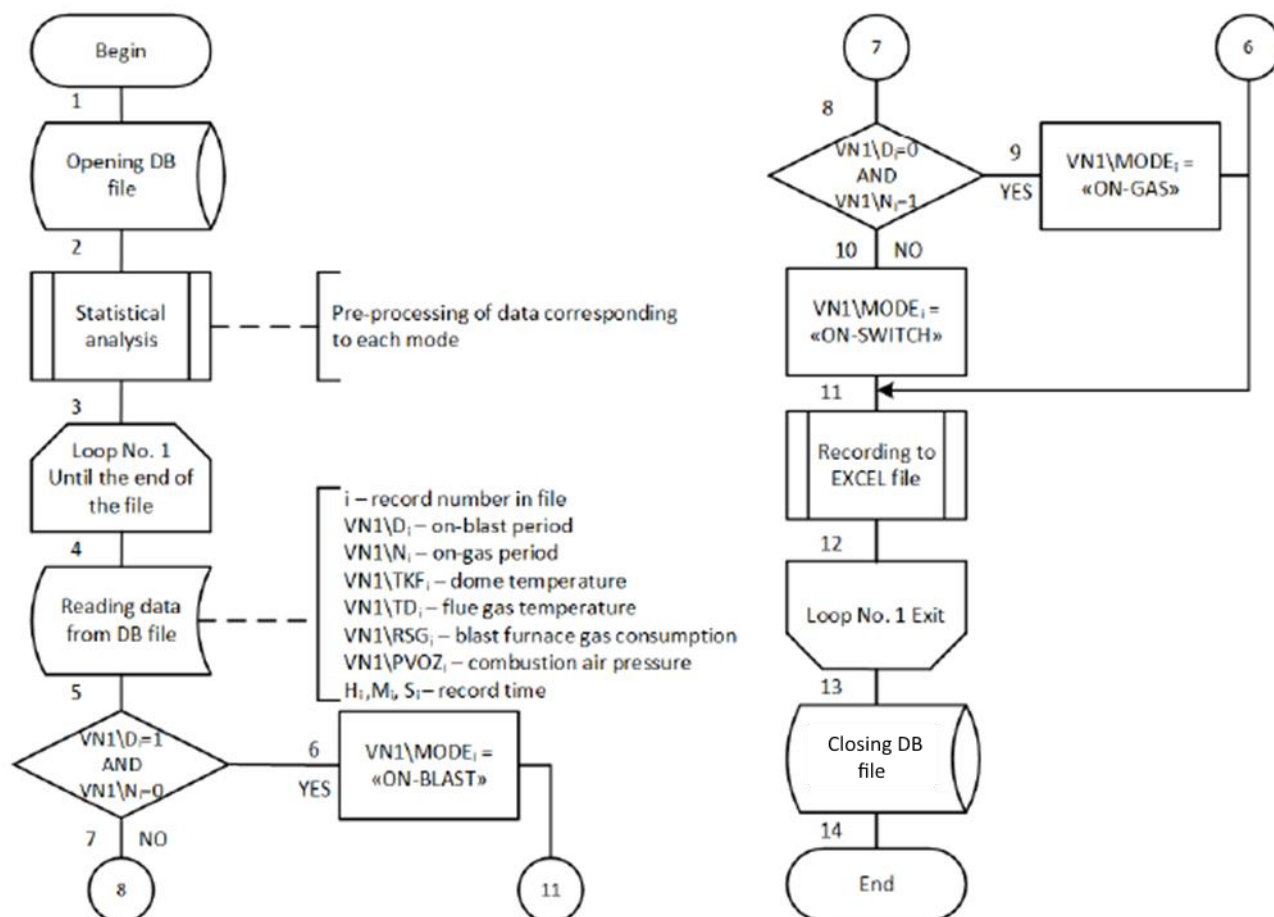 Begin
1
Opening DB
file
2
Statistical
analysis
Pre-processing of data corresponding
to each mode
3
Loop No. 1
Until the end of
the file
4
Reading data
from DB file
i – record number in file
VN1\Dᵢ – on-blast period
VN1\Nᵢ – on-gas period
VN1\TKFᵢ – dome temperature
VN1\TDᵢ – flue gas temperature
VN1\RSGᵢ – blast furnace gas consumption
VN1\PVOZᵢ – combustion air pressure
Hᵢ, Mᵢ, Sᵢ – record time
5
VN1\Dᵢ=1
AND
VN1\Nᵢ=0
6
YES
VN1\MODEᵢ =
«ON-BLAST»
7 NO
8
11
7
6
8
VN1\Dᵢ=0
AND
VN1\Nᵢ=1
9
YES
VN1\MODEᵢ =
«ON-GAS»
10 NO
VN1\MODEᵢ =
«ON-SWITCH»
11
Recording to
EXCEL file
12
Loop No. 1 Exit
13
Closing DB
file
14
End